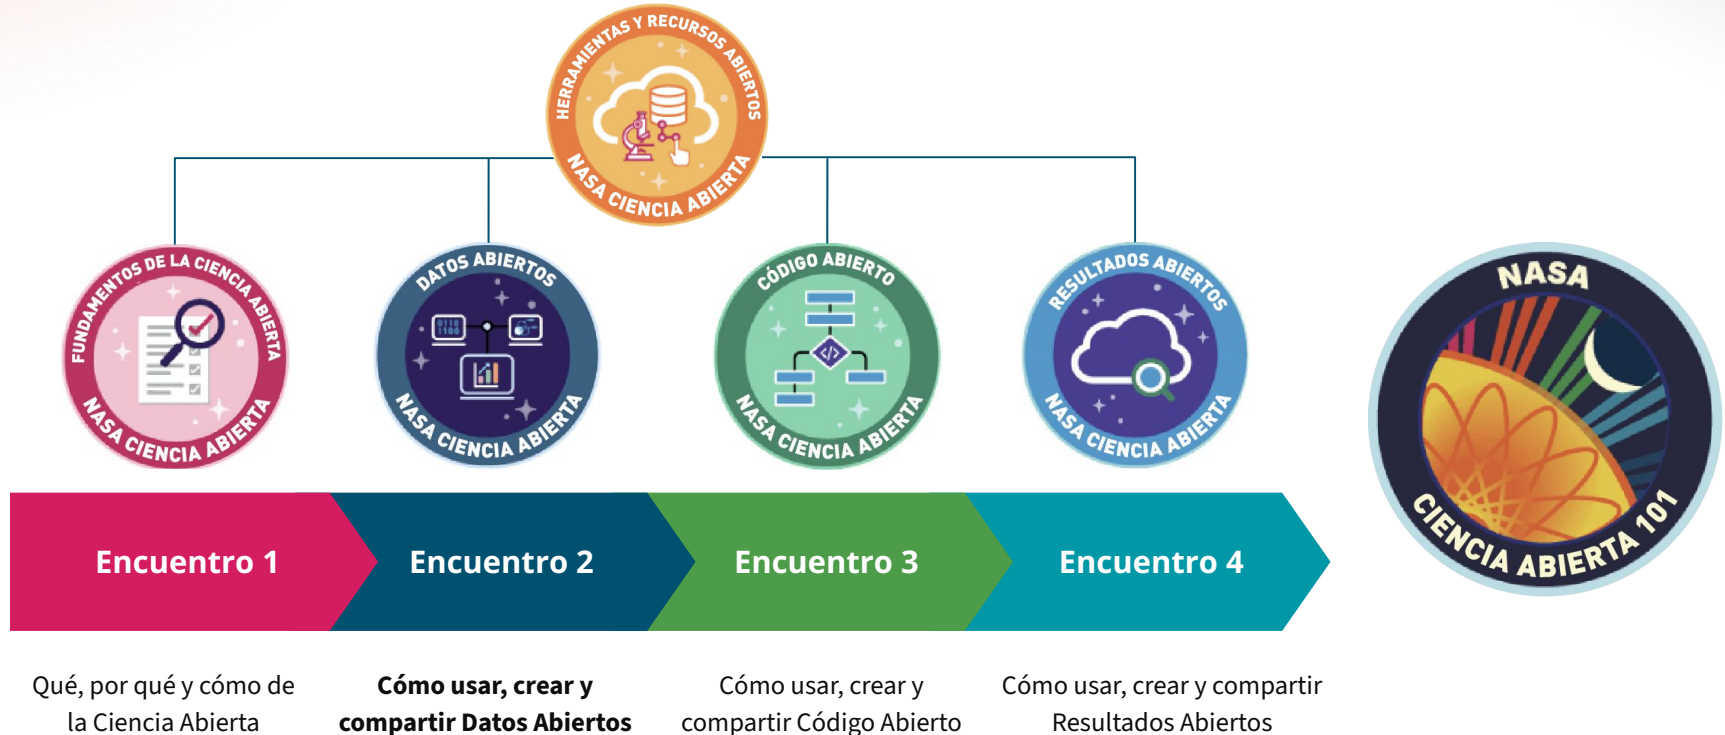 HERRAMIENTAS Y RECURSOS ABIERTOS
NASA CIENCIA ABIERTA
FUNDAMENTOS DE LA CIENCIA ABIERTA
NASA CIENCIA ABIERTA
DATOS ABIERTOS
0110
1100
NASA CIENCIA ABIERTA
CÓDIGO ABIERTO
</>
NASA CIENCIA ABIERTA
RESULTADOS ABIERTOS
NASA CIENCIA ABIERTA
NASA
CIENCIA ABIERTA 101
Encuentro 1
Encuentro 2
Encuentro 3
Encuentro 4
Qué, por qué y cómo de
la Ciencia Abierta
Cómo usar, crear y
compartir Datos Abiertos
Cómo usar, crear y
compartir Código Abierto
Cómo usar, crear y compartir
Resultados Abiertos